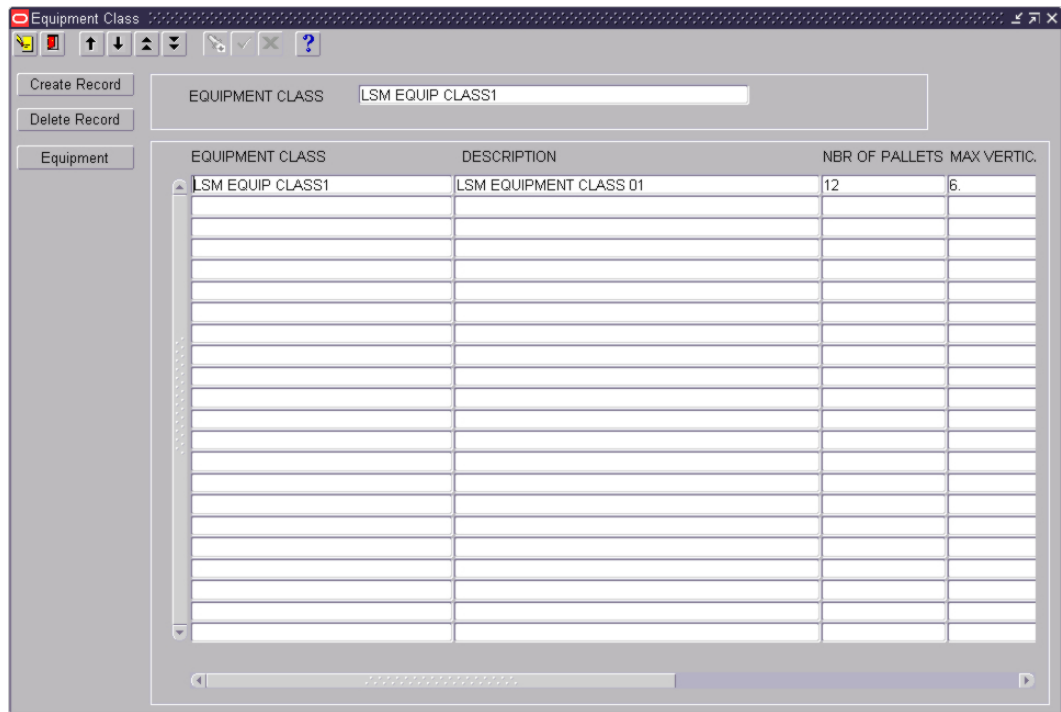 Equipment Class
Create Record
Delete Record
Equipment
EQUIPMENT CLASS LSM EQUIP CLASS1
EQUIPMENT CLASS DESCRIPTION NBR OF PALLETS MAX VERTIC.
LSM EQUIP CLASS1 LSM EQUIPMENT CLASS 01 12 6.